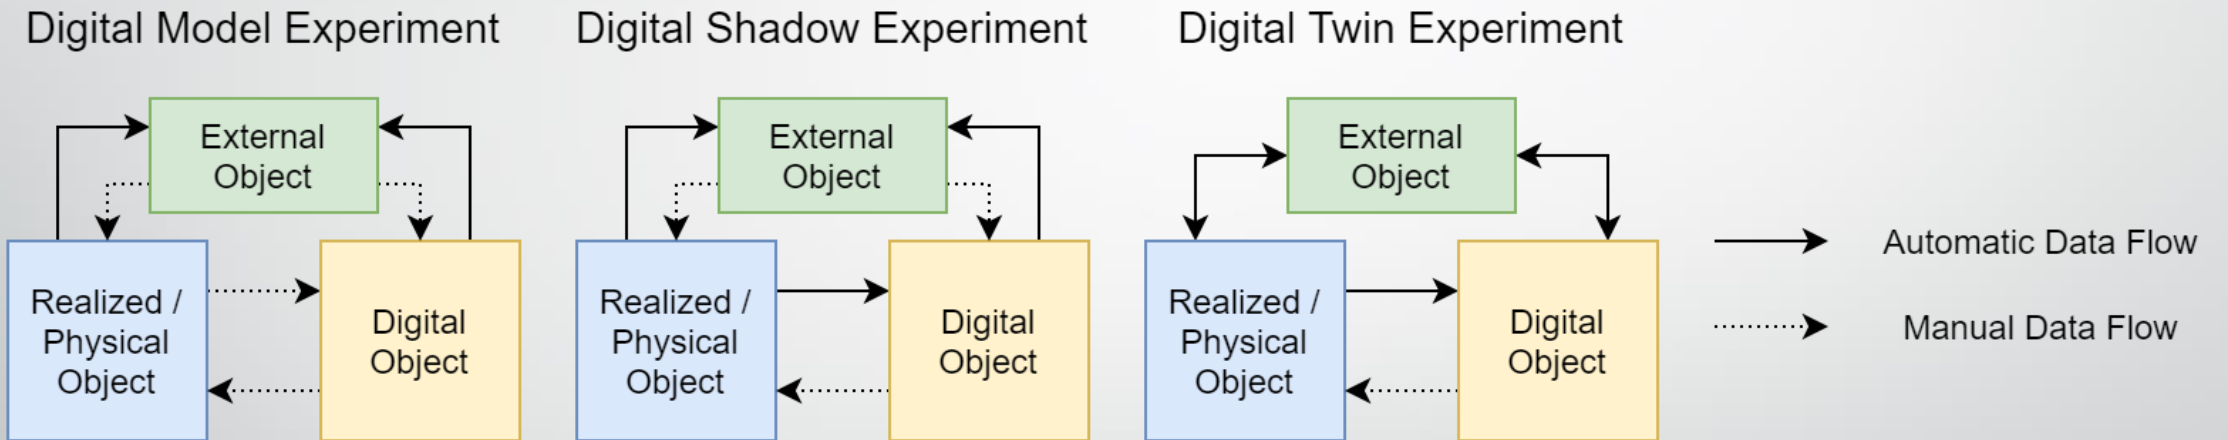 Digital Model Experiment
Digital Shadow Experiment
Digital Twin Experiment
External
Object
Realized /
Physical
Object
Digital
Object
External
Object
Realized /
Physical
Object
Digital
Object
External
Object
Realized /
Physical
Object
Digital
Object
Automatic Data Flow
Manual Data Flow